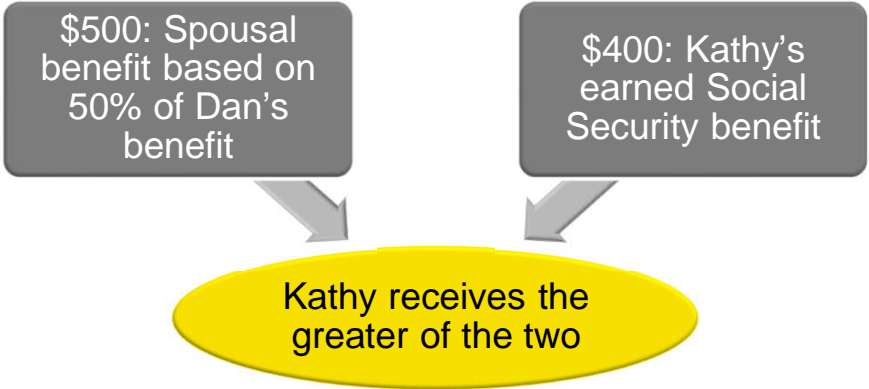 $500: Spousal
benefit based on
50% of Dan’s
benefit
$400: Kathy’s
earned Social
Security benefit
Kathy receives the
greater of the two